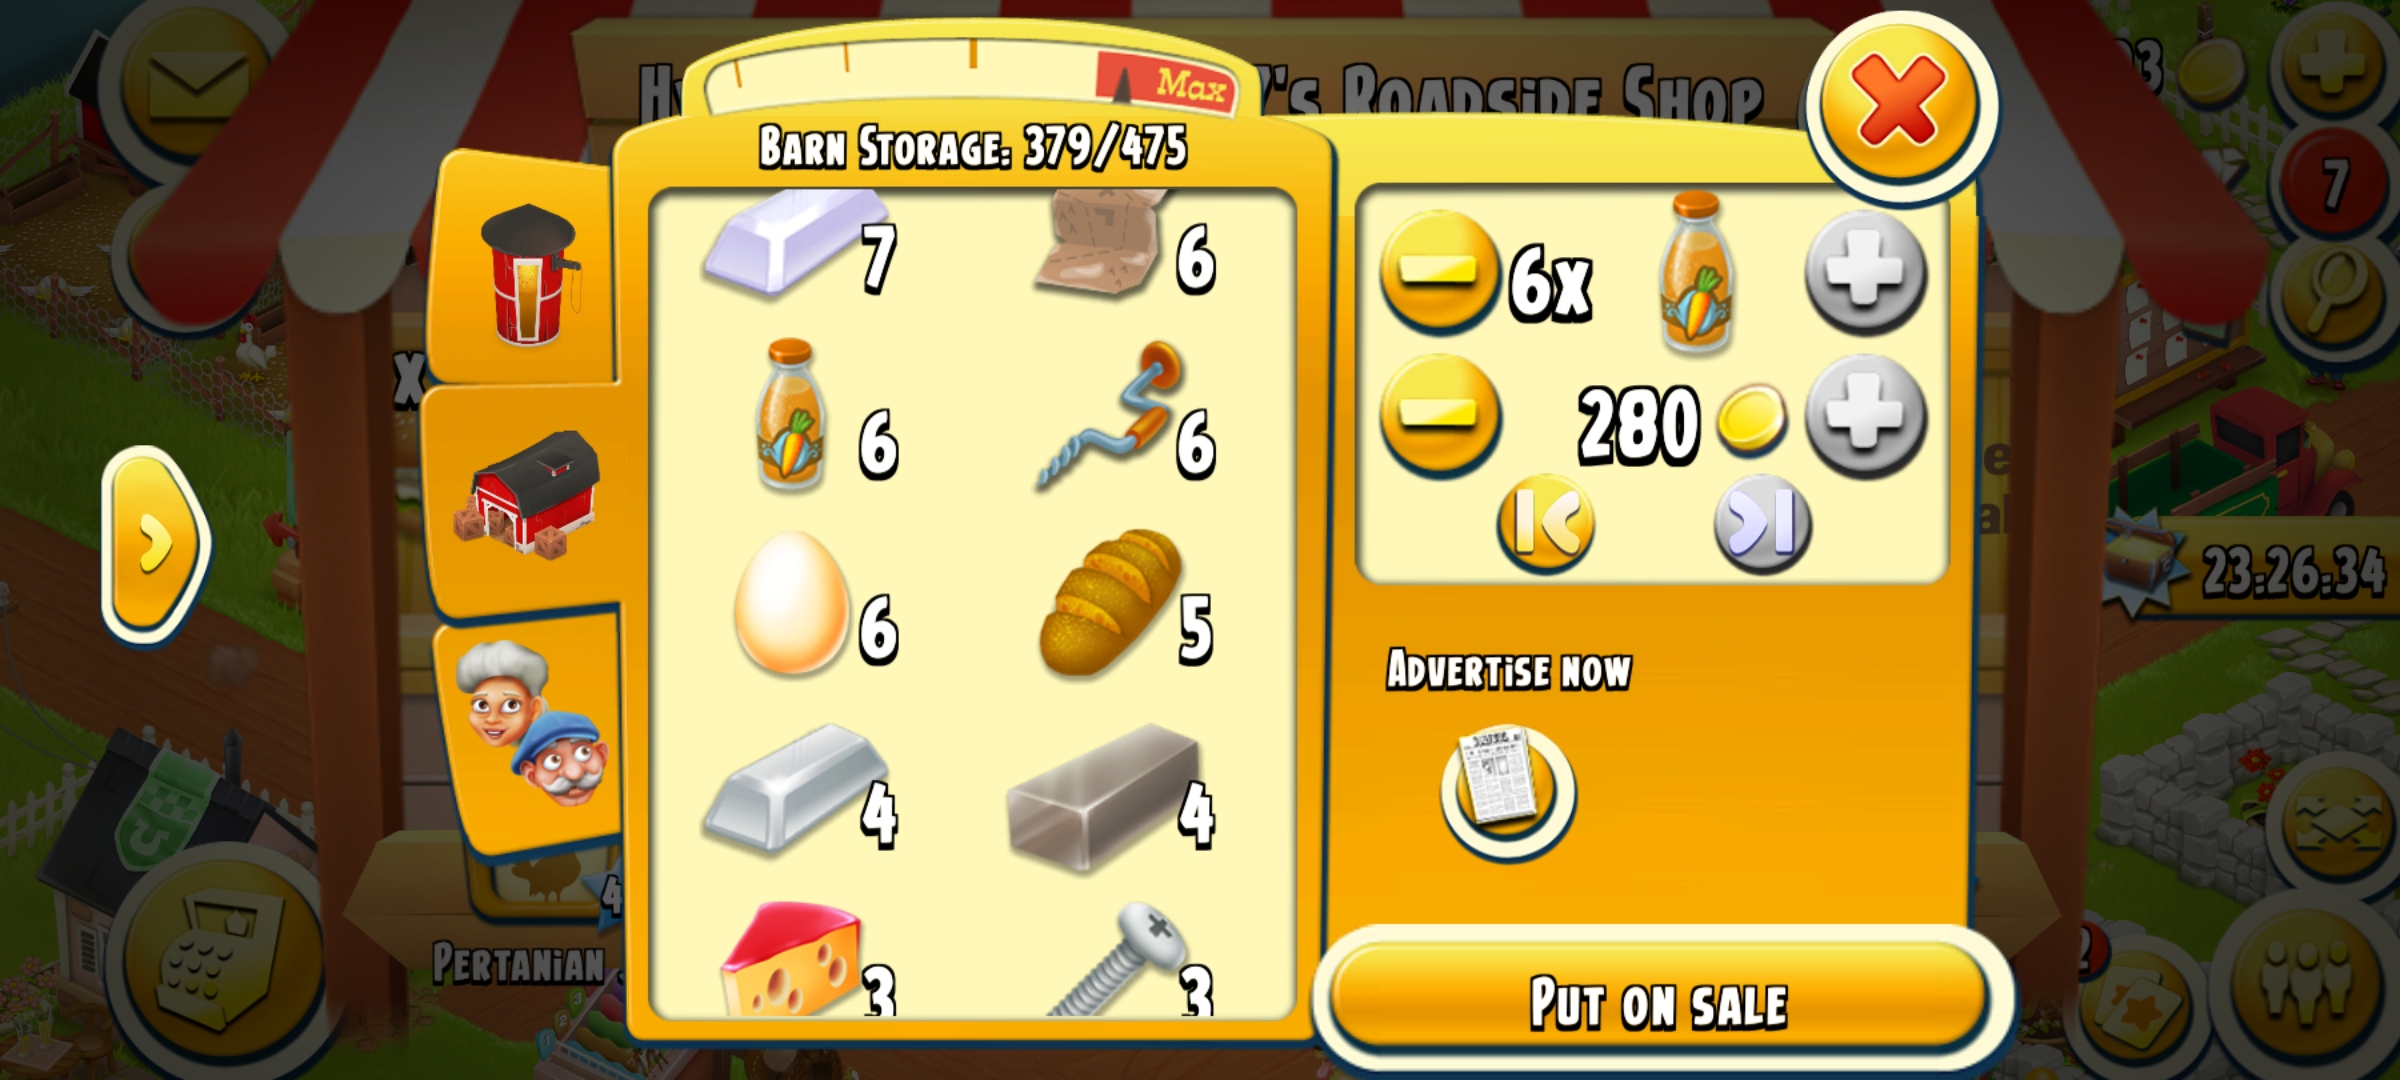 'S ROADSIDE SHOP
Max
BARN STORAGE: 379/475
7
6
6
6
6
5
4
4
3
3
6x
280
ADVERTISE NOW
PUT ON SALE
7
23:26:34
PERTANIAN